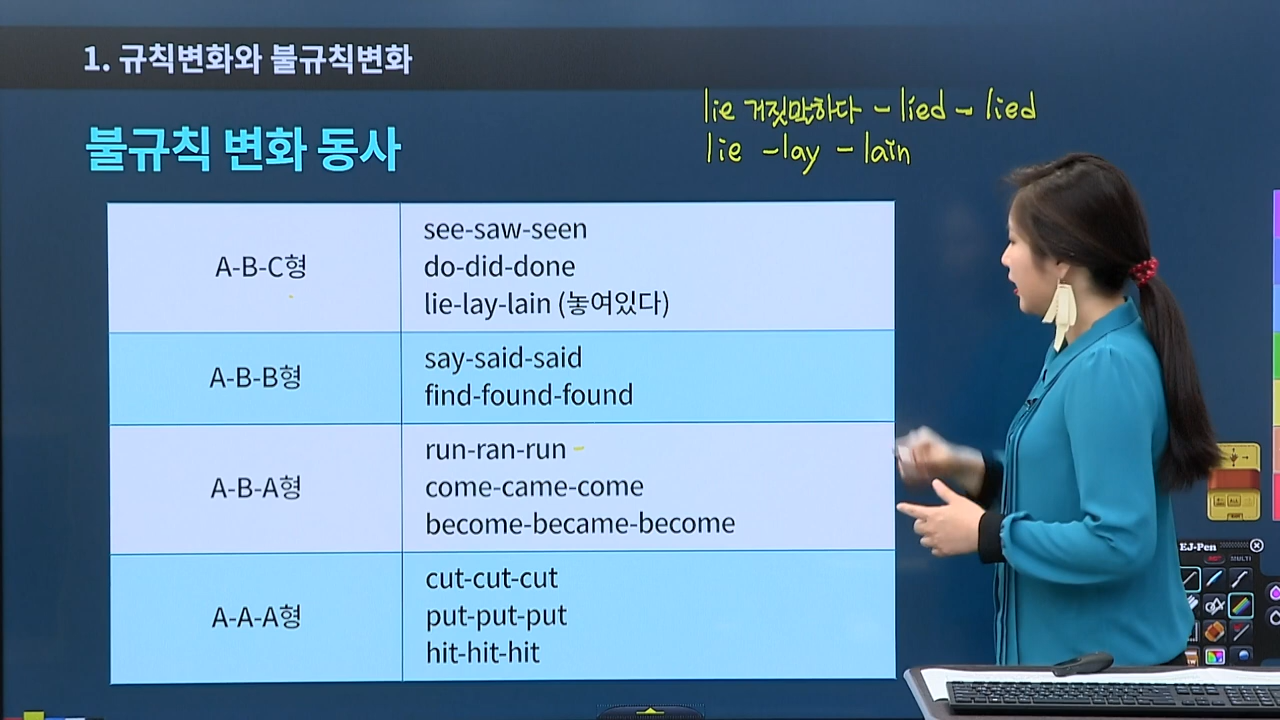 1. 규칙변화와 불규칙변화
lie 거짓말하다 - lied - lied
lie - lay - lain
불규칙 변화 동사
A-B-C형
see-saw-seen
do-did-done
lie-lay-lain (놓여있다)
A-B-B형
say-said-said
find-found-found
A-B-A형
run-ran-run
come-came-come
become-became-become
A-A-A형
cut-cut-cut
put-put-put
hit-hit-hit
EJ-Pen
MULTI